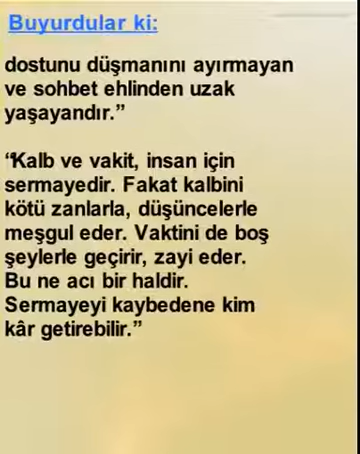 Buyurdular ki:
dostunu düşmanını ayırmayan
ve sohbet ehlinden uzak
yaşayandır.”
“Kalb ve vakit, insan için
sermayedir. Fakat kalbini
kötü zanlarla, düşüncelerle
meşgul eder. Vaktini de boş
şeylerle geçirir, zayi eder.
Bu ne acı bir haldir.
Sermayeyi kaybedene kim
kâr getirebilir.”